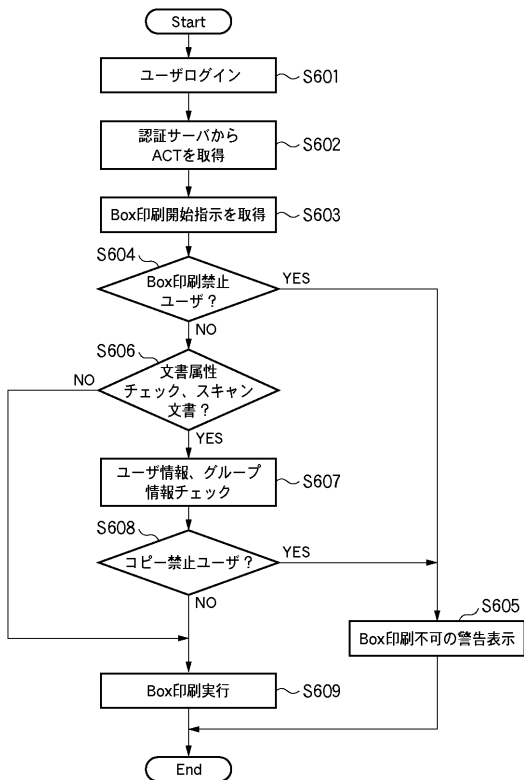 Start
ユーザログイン
S601
認証サーバから
ACTを取得
S602
Box印刷開始指示を取得
S603
S604
Box印刷禁止
ユーザ?
YES
NO
S606
文書属性
チェック、スキャン
文書?
NO
YES
ユーザ情報、グループ
情報チェック
S607
S608
コピー禁止ユーザ?
YES
NO
S605
Box印刷不可の警告表示
Box印刷実行
S609
End